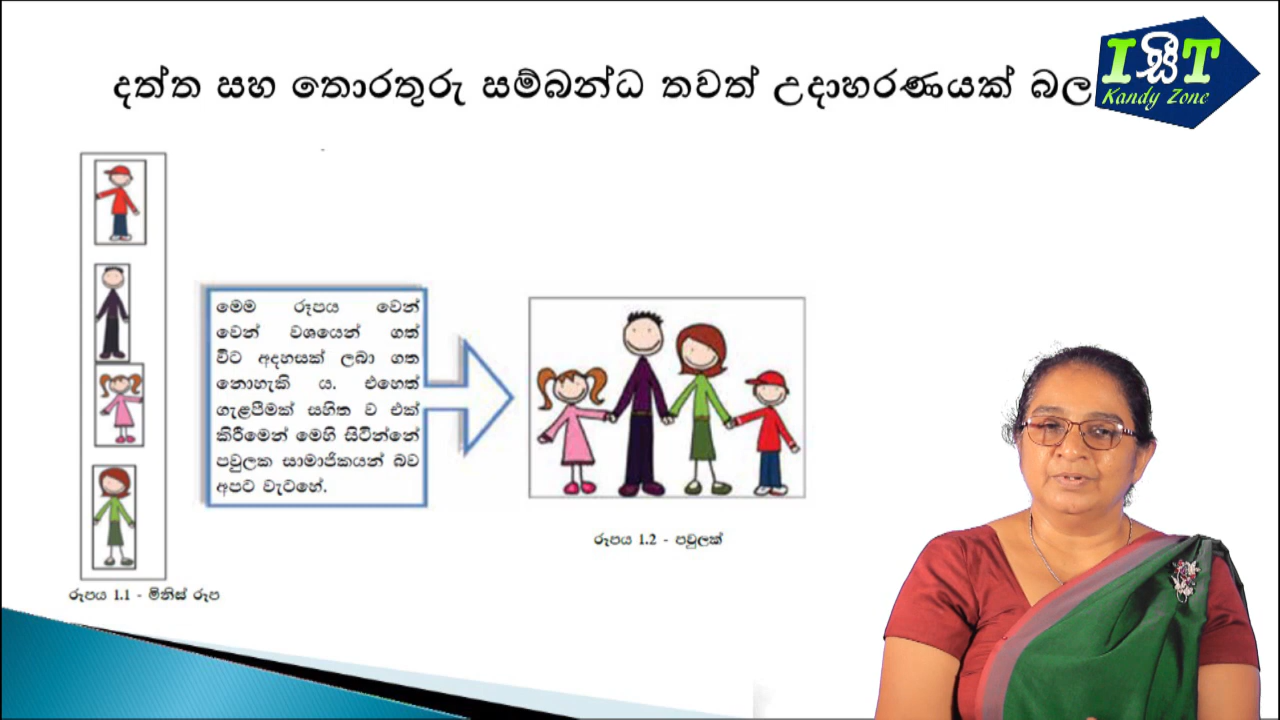 දත්ත සහ තොරතුරු සම්බන්ධ තවත් උදාහරණයක් බල
I සී T
Kandy Zone
මෙම රූපය වෙන්
වෙන් වශයෙන් ගත්
විට අදහසක් ලබා ගත
නොහැකි ය. එහෙත්
ගැළපීමක් සහිත ව එක්
කිරීමෙන් මෙහි සිටින්නේ
පවුලක සාමාජිකයන් බව
අපට වැටහේ.
රූපය 1.2 - පවුලක්
රූපය 1.1 - මිනිස් රූප